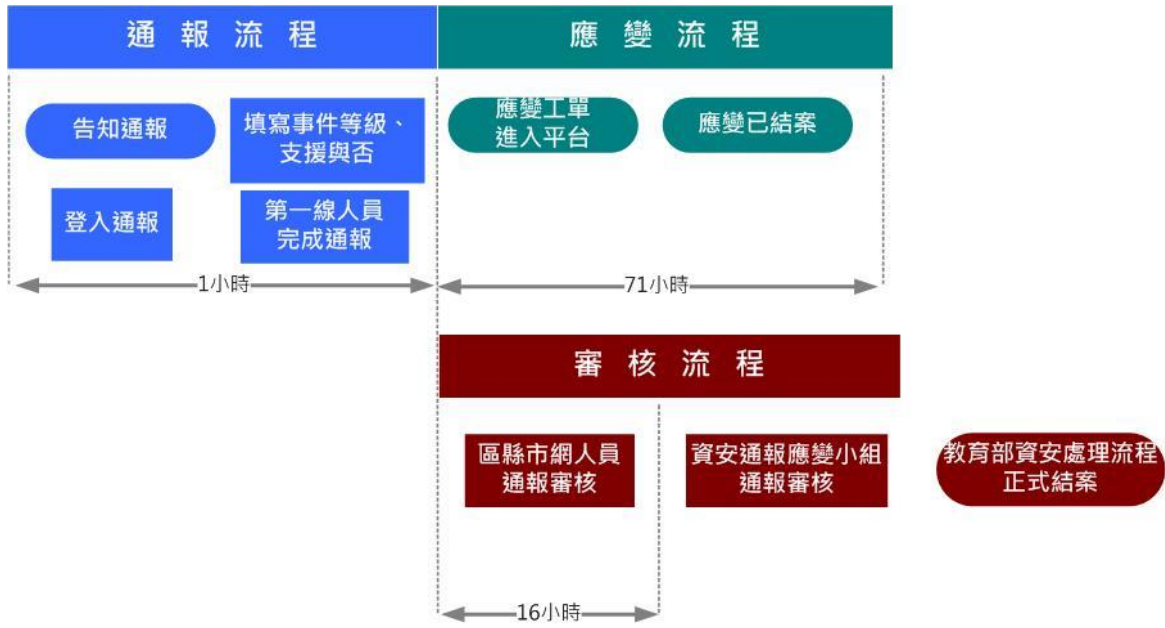 通報流程
應變流程
告知通報
填寫事件等級、
支援與否
應變工單
進入平台
應變已結案
登入通報
第一線人員
完成通報
1小時
71小時
審核流程
區縣市網人員
通報審核
資安通報應變小組
通報審核
教育部資安處理流程
正式結案
16小時